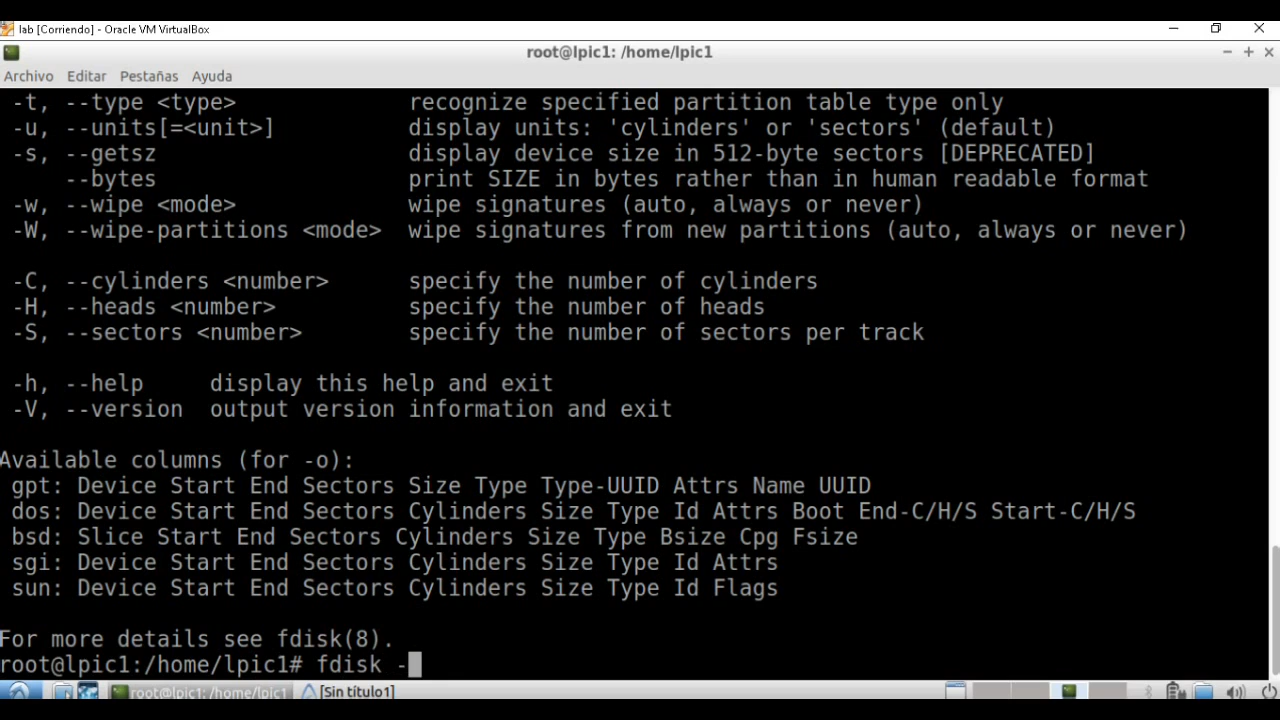 lab [Corriendo] - Oracle VM VirtualBox
root@lpic1: /home/lpic1
Archivo Editar Pestañas Ayuda
-t, --type <type> recognize specified partition table type only
-u, --units[=<unit>] display units: 'cylinders' or 'sectors' (default)
-s, --getsz display device size in 512-byte sectors [DEPRECATED]
--bytes print SIZE in bytes rather than in human readable format
-w, --wipe <mode> wipe signatures (auto, always or never)
-W, --wipe-partitions <mode> wipe signatures from new partitions (auto, always or never)
-C, --cylinders <number> specify the number of cylinders
-H, --heads <number> specify the number of heads
-S, --sectors <number> specify the number of sectors per track
-h, --help display this help and exit
-V, --version output version information and exit
Available columns (for -o):
gpt: Device Start End Sectors Size Type Type-UUID Attrs Name UUID
dos: Device Start End Sectors Cylinders Size Type Id Attrs Boot End-C/H/S Start-C/H/S
bsd: Slice Start End Sectors Cylinders Size Type Bsize Cpg Fsize
sgi: Device Start End Sectors Cylinders Size Type Id Attrs
sun: Device Start End Sectors Cylinders Size Type Id Flags
For more details see fdisk(8).
root@lpic1:/home/lpic1# fdisk -
root@lpic1: /home/lpic1 [Sin título1]